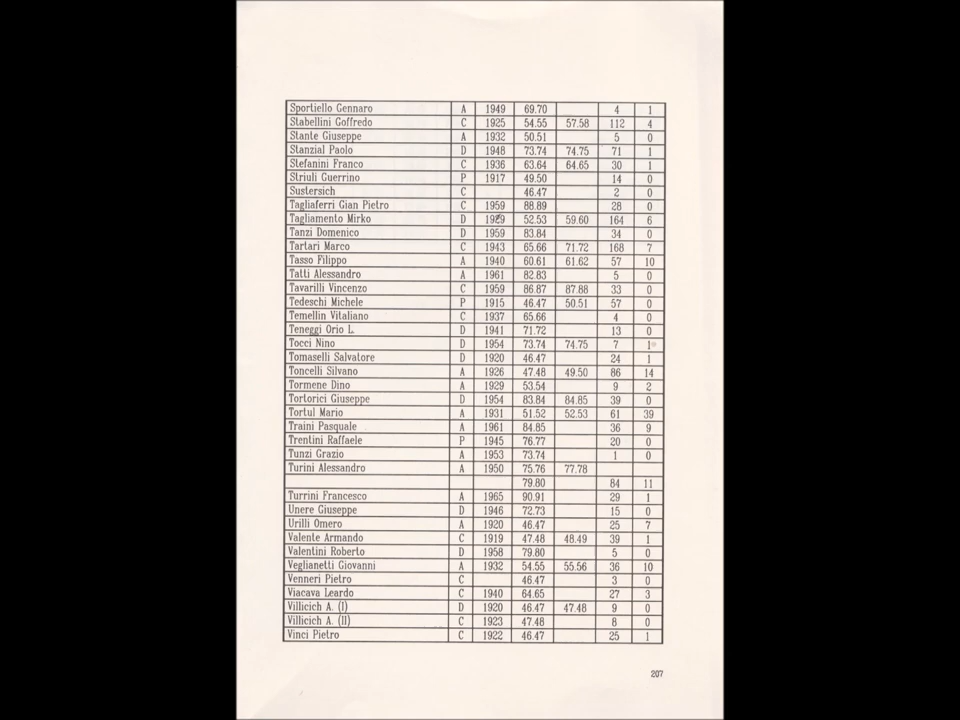 Sportiello Gennaro A 1949 69.70 4 1
Stabellini Goffredo C 1925 54.55 57.58 112 4
Stante Giuseppe A 1932 50.51 5 0
Stanzial Paolo D 1948 73.74 74.75 71 1
Stefanini Franco C 1936 63.64 64.65 30 1
Striuli Guerrino P 1917 49.50 14 0
Sustersich C 46.47 2 0
Tagliaferri Gian Pietro C 1959 88.89 28 0
Tagliamento Mirko D 1929 52.53 59.60 164 6
Tanzi Domenico D 1959 83.84 34 0
Tartari Marco C 1943 65.66 71.72 168 7
Tasso Filippo A 1940 60.61 61.62 57 10
Tatti Alessandro A 1961 82.83 5 0
Tavarilli Vincenzo C 1959 86.87 87.88 33 0
Tedeschi Michele P 1915 46.47 50.51 57 0
Temellin Vitaliano C 1937 65.66 4 0
Teneggi Orio L. D 1941 71.72 13 0
Tocci Nino D 1954 73.74 74.75 7 1*
Tomaselli Salvatore D 1920 46.47 24 1
Toncelli Silvano A 1926 47.48 49.50 86 14
Tormene Dino A 1929 53.54 9 2
Tortorici Giuseppe D 1954 83.84 84.85 39 0
Tortul Mario A 1931 51.52 52.53 61 39
Traini Pasquale A 1961 84.85 36 9
Trentini Raffaele P 1945 76.77 20 0
Tunzi Grazio A 1953 73.74 1 0
Turini Alessandro A 1950 75.76 77.78
79.80 84 11
Turrini Francesco A 1965 90.91 29 1
Unere Giuseppe D 1946 72.73 15 0
Urilli Omero A 1920 46.47 25 7
Valente Armando C 1919 47.48 48.49 39 1
Valentini Roberto D 1958 79.80 5 0
Veglianetti Giovanni A 1932 54.55 55.56 36 10
Venneri Pietro C 46.47 3 0
Viacava Leardo C 1940 64.65 27 3
Villicich A. (I) D 1920 46.47 47.48 9 0
Villicich A. (II) C 1923 47.48 8 0
Vinci Pietro C 1922 46.47 25 1
207